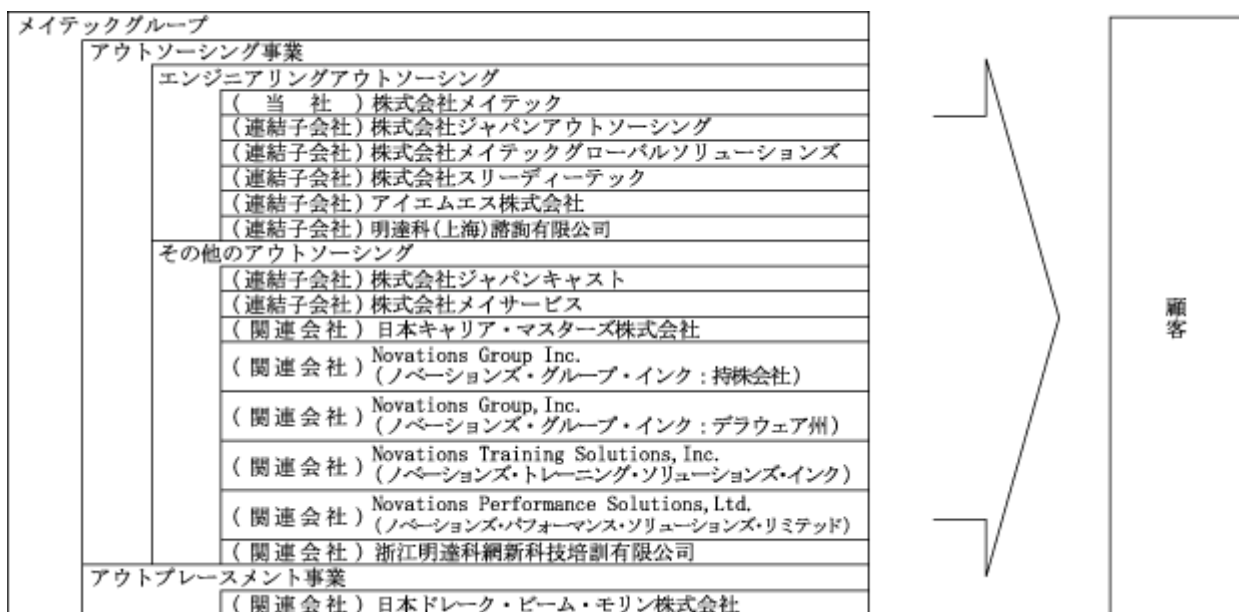 メイテックグループ
アウトソーシング事業
エンジニアリングアウトソーシング
(当社)株式会社メイテック
(連結子会社)株式会社ジャパンアウトソーシング
(連結子会社)株式会社メイテックグローバルソリューションズ
(連結子会社)株式会社スリーディーテック
(連結子会社)アイエムエス株式会社
(連結子会社)明達科(上海)諮詢有限公司
その他のアウトソーシング
(連結子会社)株式会社ジャパンキャスト
(連結子会社)株式会社メイサービス
(関連会社)日本キャリア・マスターズ株式会社
(関連会社)Novations Group Inc.
(ノベーションズ・グループ・インク:持株会社)
(関連会社)Novations Group,Inc.
(ノベーションズ・グループ・インク:デラウェア州)
(関連会社)Novations Training Solutions,Inc.
(ノベーションズ・トレーニング・ソリューションズ・インク)
(関連会社)Novations Performance Solutions,Ltd.
(ノベーションズ・パフォーマンス・ソリューションズ・リミテッド)
(関連会社)浙江明達科網新科技培訓有限公司
アウトプレースメント事業
(関連会社)日本ドレーク・ビーム・モリン株式会社
顧客